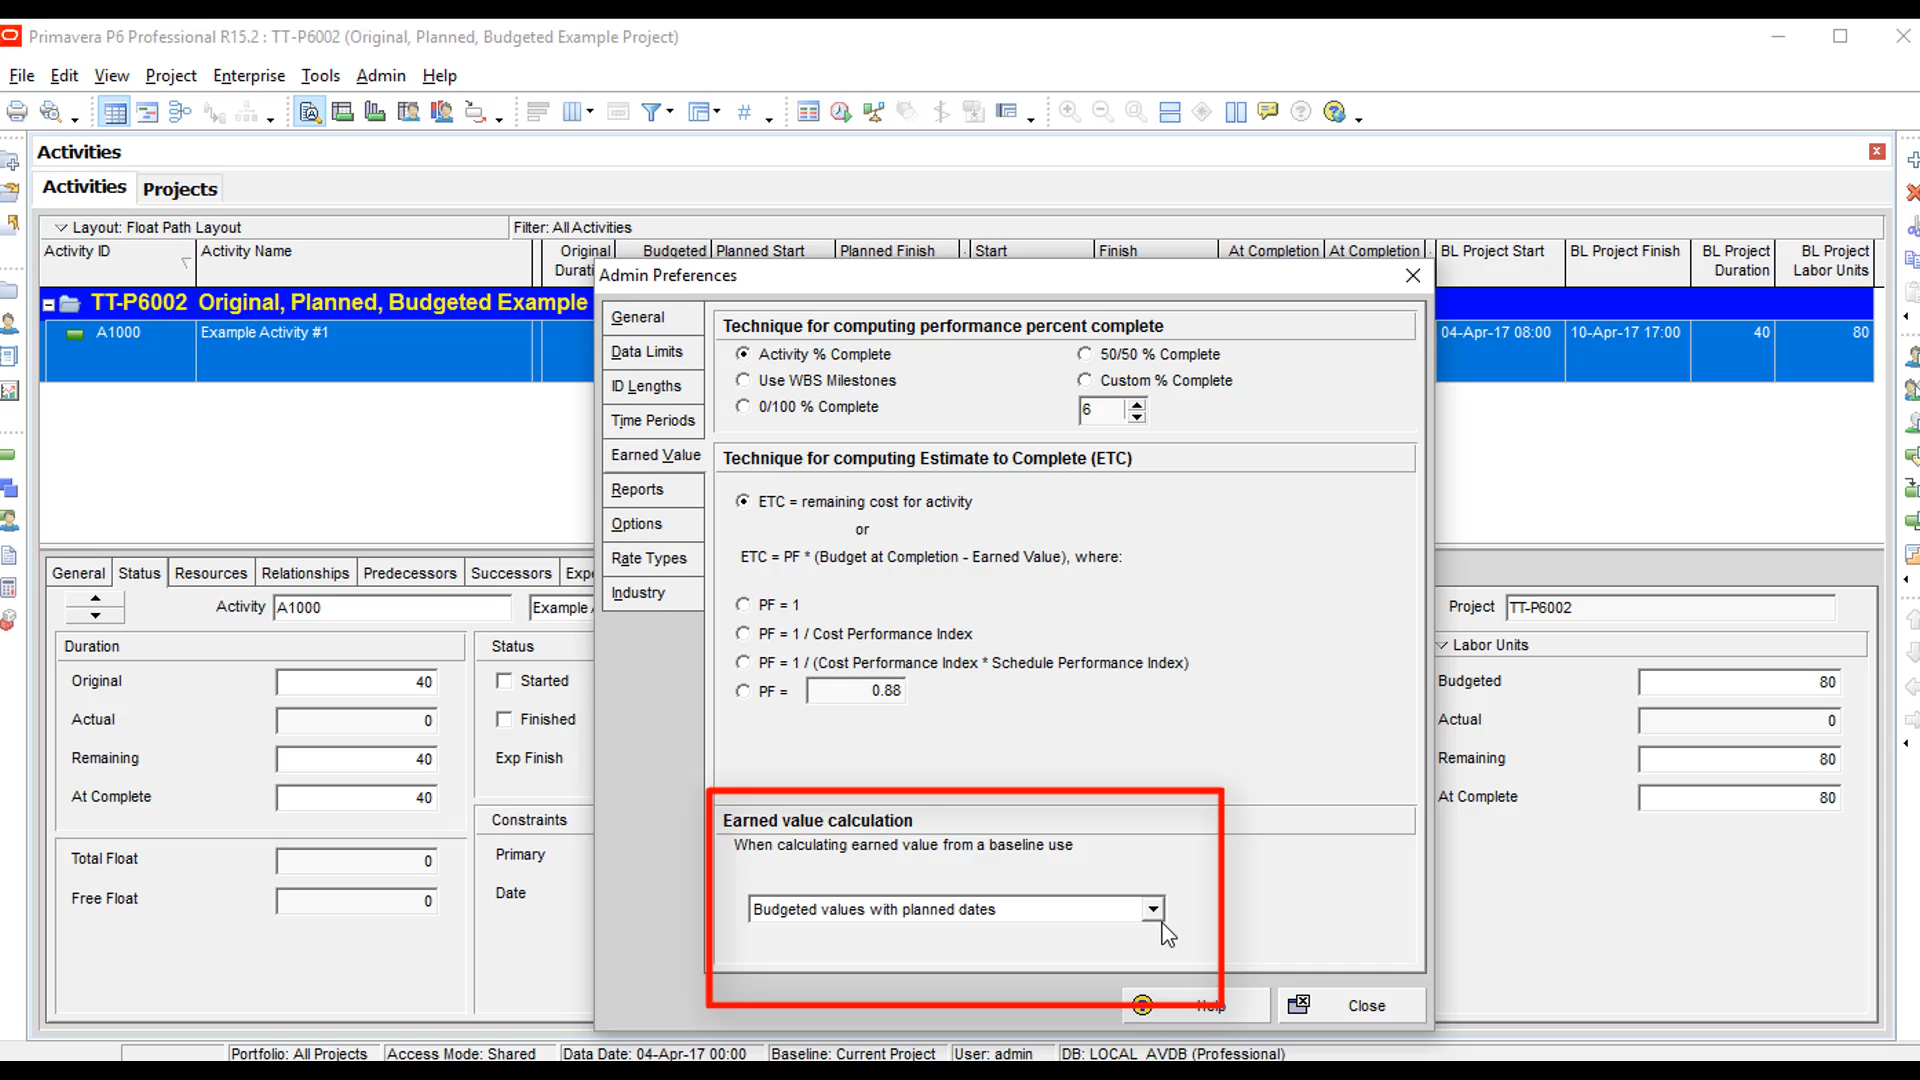 Primavera P6 Professional R15.2 : TT-P6002 (Original, Planned, Budgeted Example Project)
File Edit View Project Enterprise Tools Admin Help
Activities
Activities Projects
Layout: Float Path Layout Filter: All Activities
Activity ID Activity Name Original Budgeted Planned Start Planned Finish Start Finish At Completion At Completion BL Project Start BL Project Finish BL Project Duration BL Project Labor Units
TT-P6002 Original, Planned, Budgeted Example
A1000 Example Activity #1 04-Apr-17 08:00 10-Apr-17 17:00 40 80
Admin Preferences
General
Data Limits
ID Lengths
Time Periods
Earned Value
Reports
Options
Rate Types
Industry
Technique for computing performance percent complete
Activity % Complete 50/50 % Complete
Use WBS Milestones Custom % Complete
0/100 % Complete 6
Technique for computing Estimate to Complete (ETC)
ETC = remaining cost for activity
or
ETC = PF * (Budget at Completion - Earned Value), where:
PF = 1
PF = 1 / Cost Performance Index
PF = 1 / (Cost Performance Index * Schedule Performance Index)
PF = 0.88
Earned value calculation
When calculating earned value from a baseline use
Budgeted values with planned dates
Help Close
General Status Resources Relationships Predecessors Successors
Activity A1000 Example Project TT-P6002
Duration Status Labor Units
Original 40 Started Budgeted 80
Actual 0 Finished Actual 0
Remaining 40 Exp Finish Remaining 80
At Complete 40 At Complete 80
Constraints
Total Float 0 Primary
Free Float 0 Date
Portfolio: All Projects Access Mode: Shared Data Date: 04-Apr-17 00:00 Baseline: Current Project User: admin DB: LOCAL_AVDB (Professional)